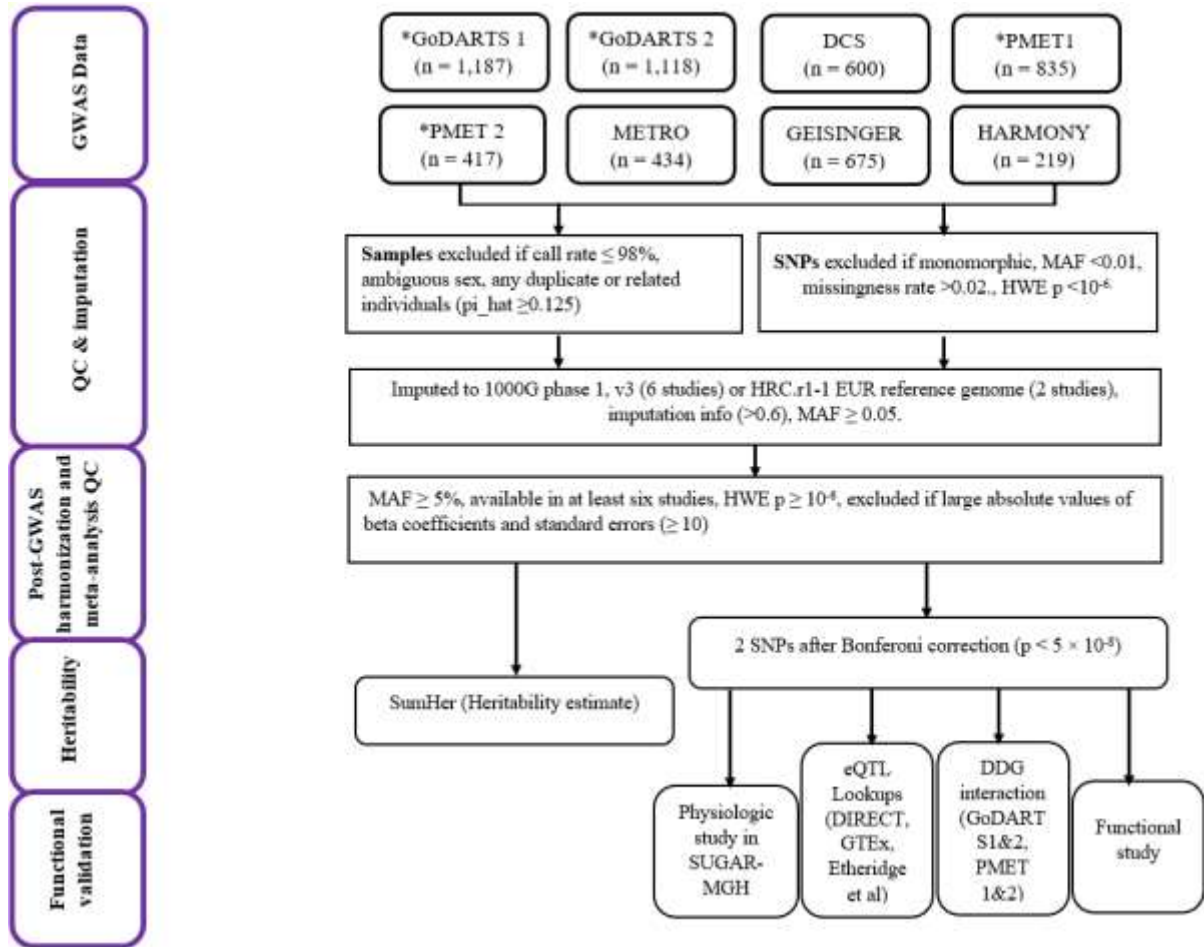 GWAS Data
*GoDARTS 1
(n = 1,187)
*GoDARTS 2
(n = 1,118)
DCS
(n = 600)
*PMET1
(n = 835)
*PMET 2
(n = 417)
METRO
(n = 434)
GEISINGER
(n = 675)
HARMONY
(n = 219)
QC & imputation
Samples excluded if call rate ≤ 98%,
ambiguous sex, any duplicate or related
individuals (pi_hat ≥0.125)
SNPs excluded if monomorphic, MAF <0.01,
missingness rate >0.02., HWE p <10-6.
Imputed to 1000G phase 1, v3 (6 studies) or HRC.r1-1 EUR reference genome (2 studies),
imputation info (>0.6), MAF ≥ 0.05.
Post-GWAS
harmonization and
meta-analysis QC
MAF ≥ 5%, available in at least six studies, HWE p ≥ 10-6, excluded if large absolute values of
beta coefficients and standard errors (≥ 10)
2 SNPs after Bonferoni correction (p < 5 × 10-8)
Heritability
SumHer (Heritability estimate)
Functional
validation
Physiologic
study in
SUGAR-
MGH
eQTL
Lookups
(DIRECT,
GTEx,
Etheridge
et al)
DDG
interaction
(GoDART
S1&2,
PMET
1&2)
Functional
study